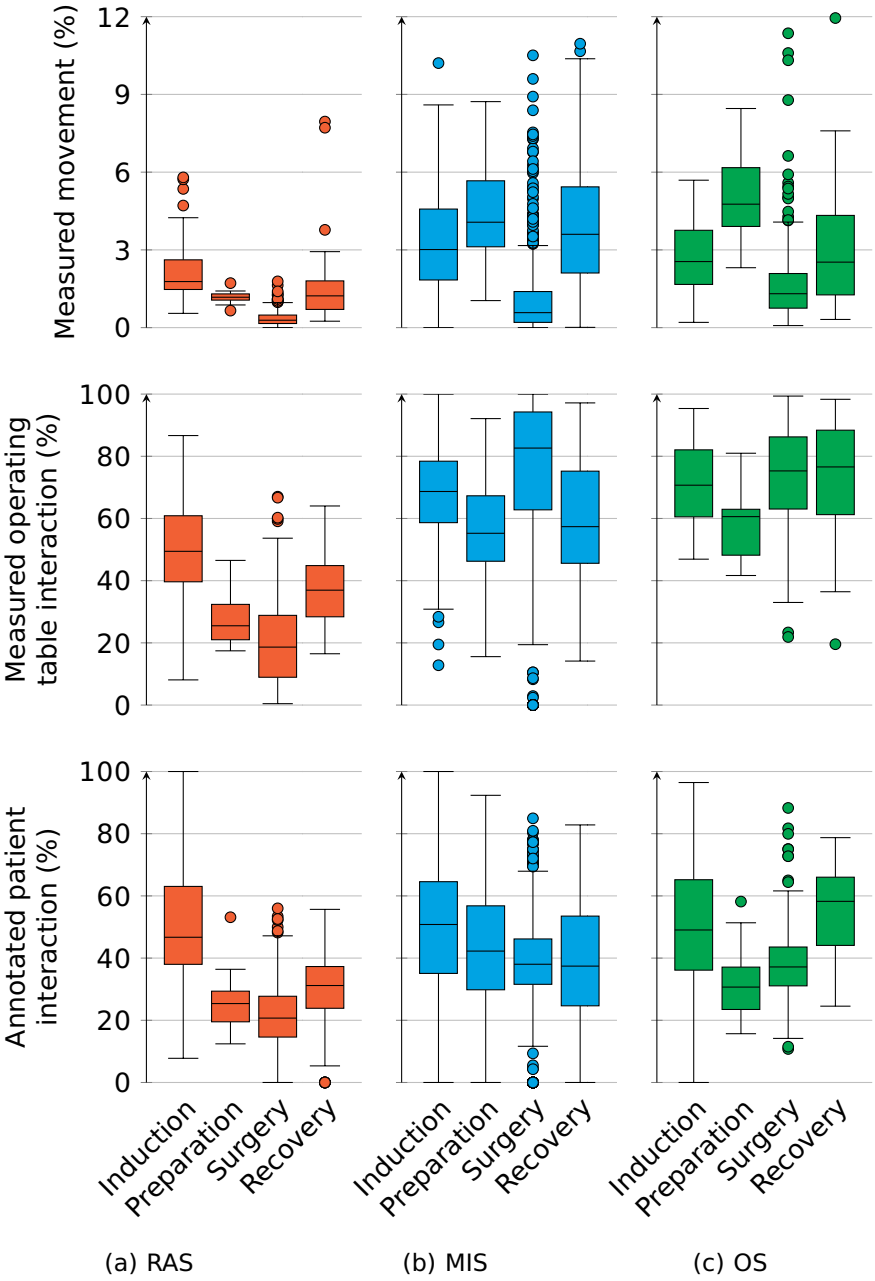 Measured movement (%)
12
9
6
3
0
Measured operating
table interaction (%)
100
80
60
40
20
0
Annotated patient
interaction (%)
100
80
60
40
20
0
Induction
Preparation
Surgery
Recovery
Induction
Preparation
Surgery
Recovery
Induction
Preparation
Surgery
Recovery
(a) RAS
(b) MIS
(c) OS